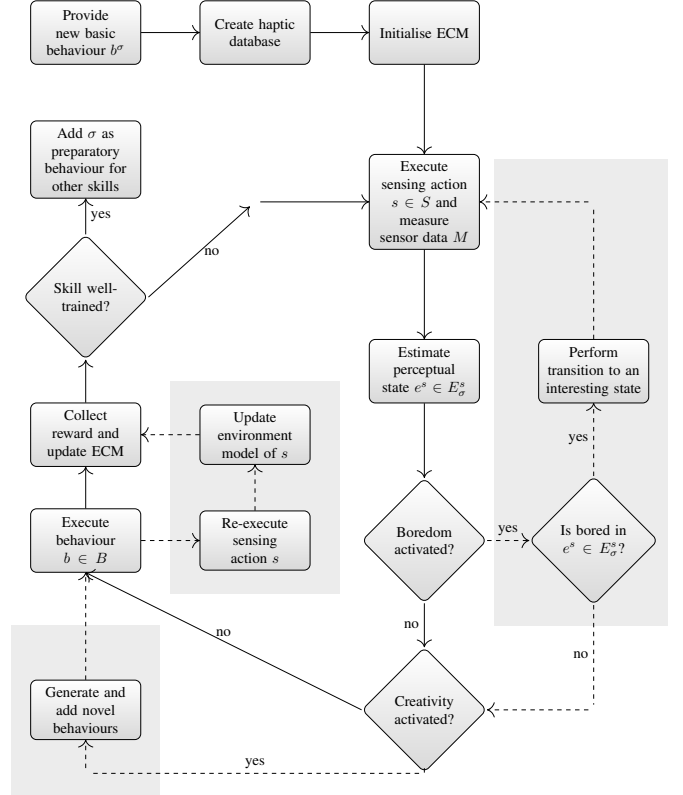 Provide
new basic
behaviour b^σ
Create haptic
database
Initialise ECM
Add σ as
preparatory
behaviour for
other skills
yes
Execute
sensing action
s ∈ S and
measure
sensor data M
no
Skill well-
trained?
Estimate
perceptual
state e^s ∈ E^s_σ
Perform
transition to an
interesting state
Collect
reward and
update ECM
Update
environment
model of s
yes
Execute
behaviour
b ∈ B
Re-execute
sensing
action s
Boredom
activated?
yes
Is bored in
e^s ∈ E^s_σ?
no
no
no
Generate and
add novel
behaviours
Creativity
activated?
yes